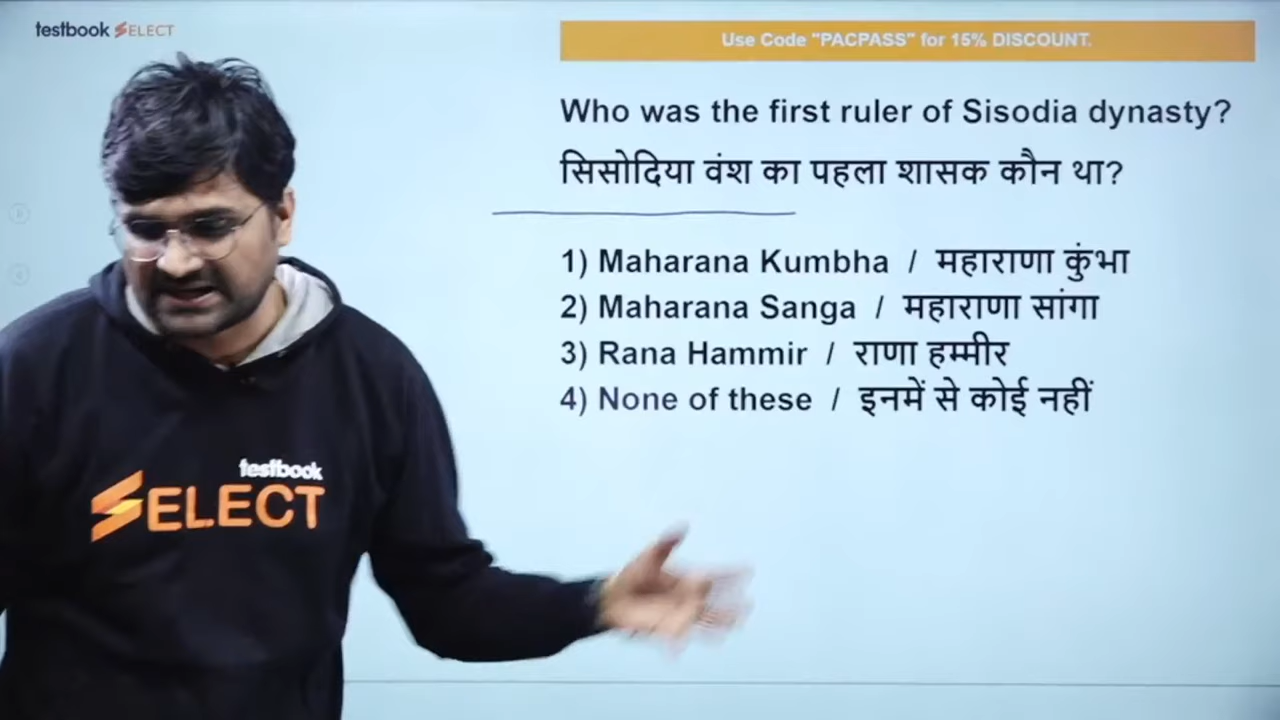 testbook SELECT
Use Code "PACPASS" for 15% DISCOUNT.
Who was the first ruler of Sisodia dynasty?
सिसोदिया वंश का पहला शासक कौन था?
1) Maharana Kumbha / महाराणा कुंभा
2) Maharana Sanga / महाराणा सांगा
3) Rana Hammir / राणा हम्मीर
4) None of these / इनमें से कोई नहीं
testbook
SELECT